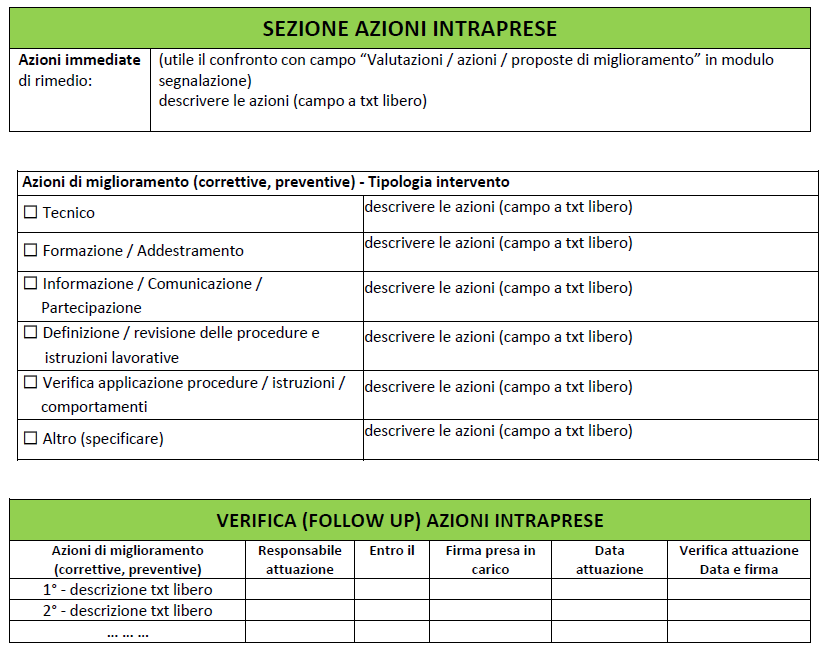 SEZIONE AZIONI INTRAPRESE
Azioni immediate
di rimedio:
(utile il confronto con campo “Valutazioni / azioni / proposte di miglioramento” in modulo
segnalazione)
descrivere le azioni (campo a txt libero)
Azioni di miglioramento (correttive, preventive) - Tipologia intervento
☐ Tecnico
descrivere le azioni (campo a txt libero)
☐ Formazione / Addestramento
descrivere le azioni (campo a txt libero)
☐ Informazione / Comunicazione /
Partecipazione
descrivere le azioni (campo a txt libero)
☐ Definizione / revisione delle procedure e
istruzioni lavorative
descrivere le azioni (campo a txt libero)
☐ Verifica applicazione procedure / istruzioni /
comportamenti
descrivere le azioni (campo a txt libero)
☐ Altro (specificare)
descrivere le azioni (campo a txt libero)
VERIFICA (FOLLOW UP) AZIONI INTRAPRESE
Azioni di miglioramento
(correttive, preventive)
Responsabile
attuazione
Entro il
Firma presa in
carico
Data
attuazione
Verifica attuazione
Data e firma
1° - descrizione txt libero
2° - descrizione txt libero
... ... ...